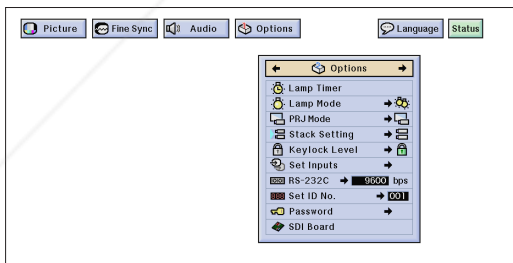 Picture Fine Sync Audio Options Language Status
Options
Lamp Timer
Lamp Mode
PRJ Mode
Stack Setting
Keylock Level
Set Inputs
RS-232C 9600 bps
Set ID No. 001
Password
SDI Board